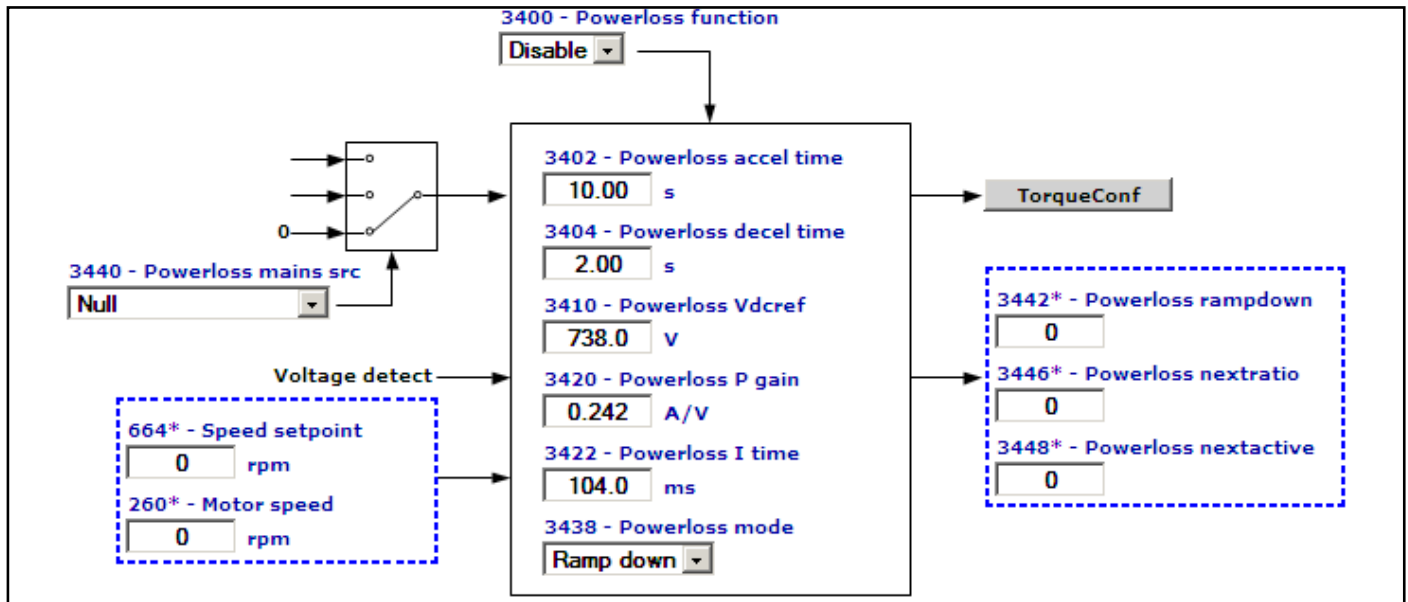 3400 - Powerloss function
Disable
3402 - Powerloss accel time
10.00 s
TorqueConf
0
3404 - Powerloss decel time
2.00 s
3440 - Powerloss mains src
Null
3410 - Powerloss Vdcref
738.0 V
3442* - Powerloss rampdown
0
Voltage detect
3420 - Powerloss P gain
0.242 A/V
3446* - Powerloss nextratio
0
664* - Speed setpoint
0 rpm
3422 - Powerloss I time
104.0 ms
3448* - Powerloss nextactive
0
260* - Motor speed
0 rpm
3438 - Powerloss mode
Ramp down